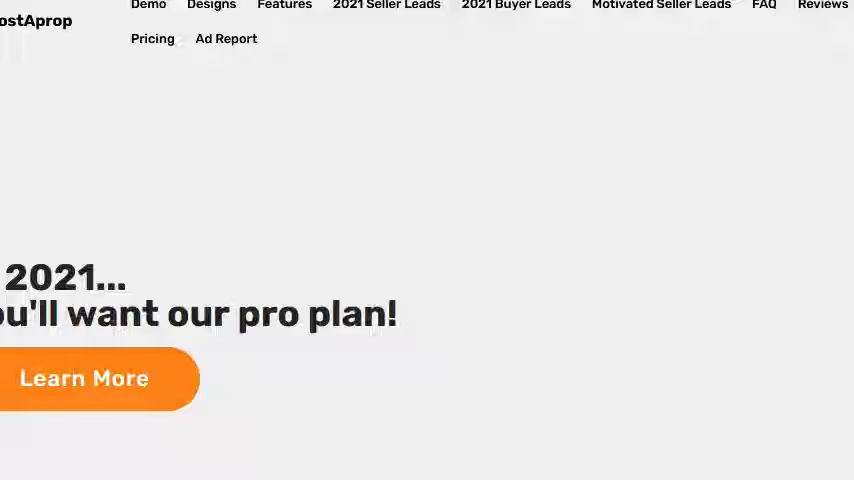 Demo Designs Features 2021 Seller Leads 2021 Buyer Leads Motivated Seller Leads FAQ Reviews
ostAprop
Pricing Ad Report
2021...
ou'll want our pro plan!
Learn More